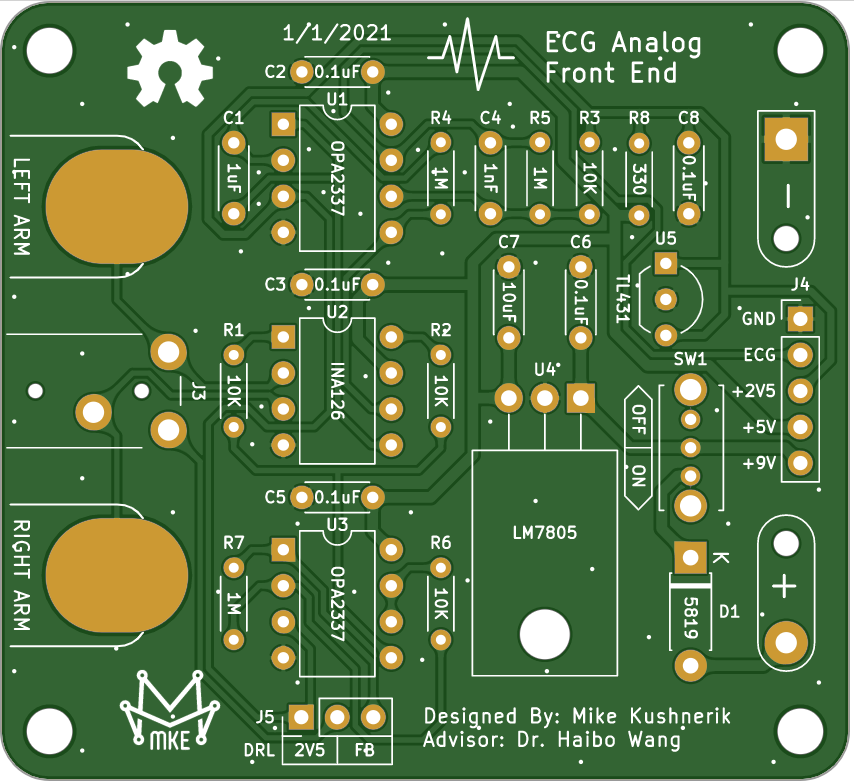 1/1/2021
ECG Analog
Front End
C2 0.1uF
U1
C1
1uF
OPA2337
R4
1M
C4
1nF
R5
1M
R3
10K
R8
330
C8
0.1uF
−
LEFT ARM
C3 0.1uF
U2
C7
10uF
C6
0.1uF
U5
TL431
J4
GND
ECG
+2V5
+5V
+9V
R1
10K
INA126
R2
10K
J3
U4
LM7805
SW1
OFF
ON
C5 0.1uF
U3
R7
1M
OPA2337
R6
10K
RIGHT ARM
K
5819
D1
+
MKE
J5
DRL 2V5 FB
Designed By: Mike Kushnerik
Advisor: Dr. Haibo Wang